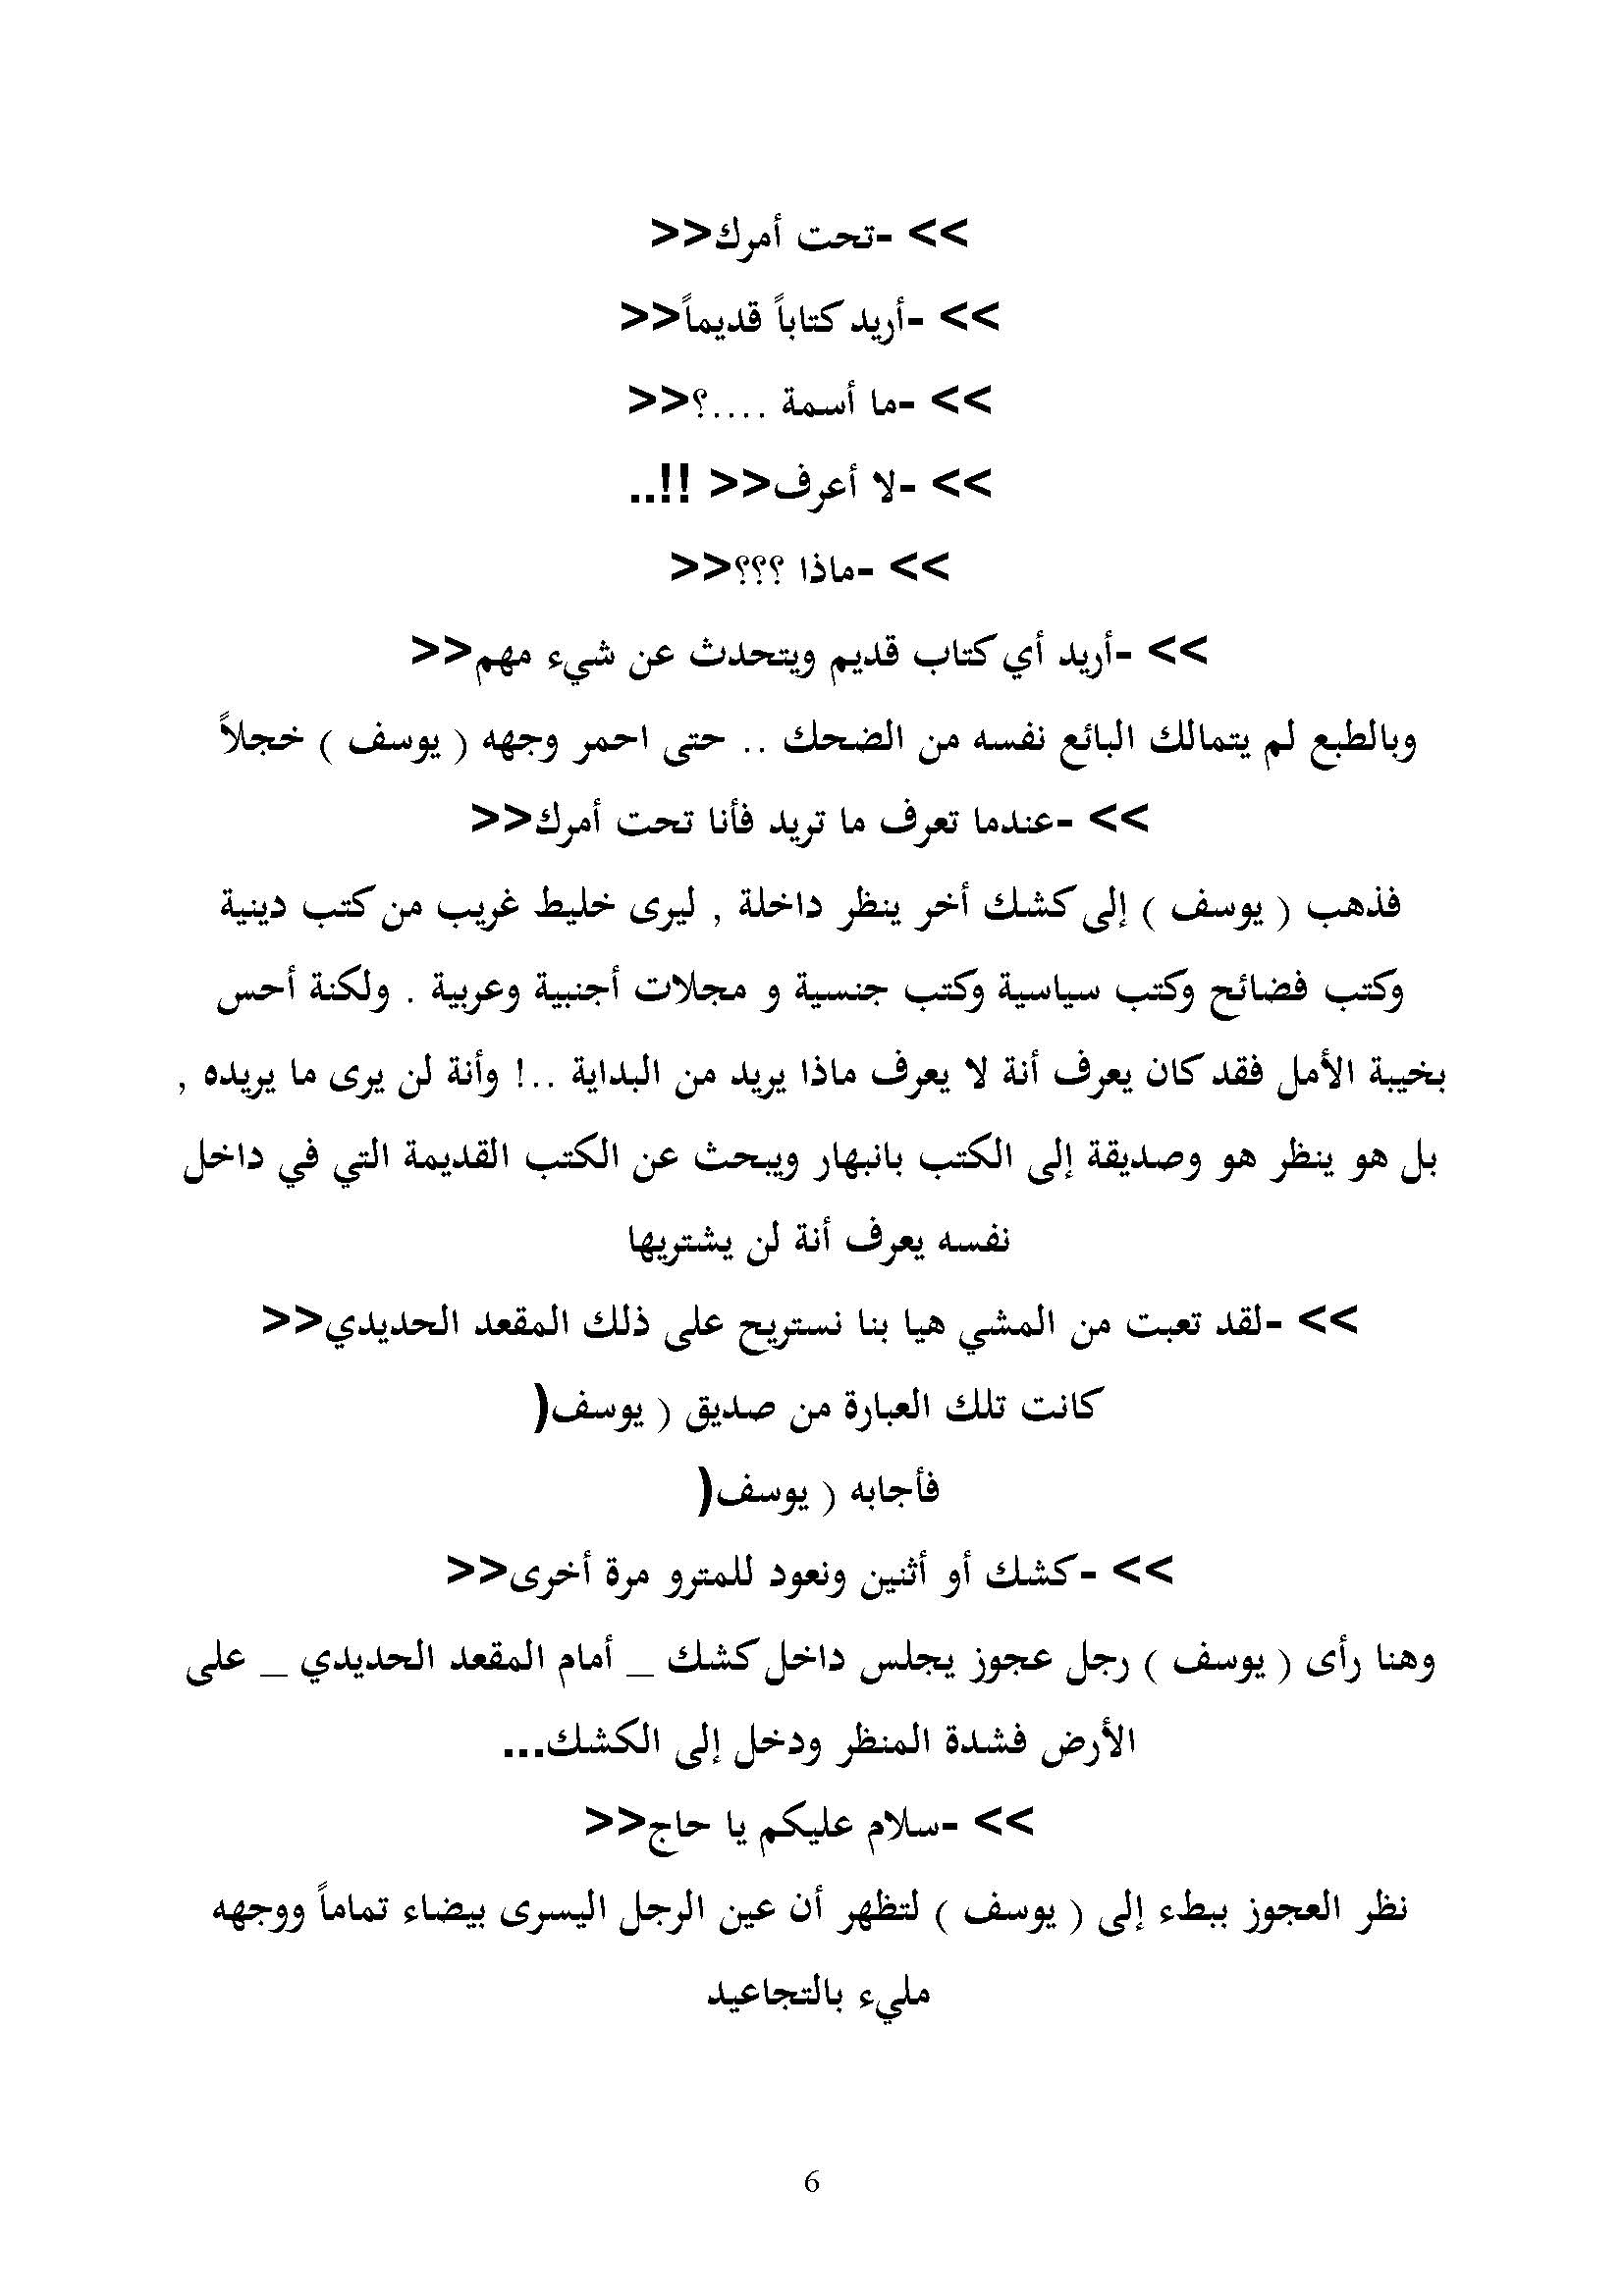 >> -تحت أمرك<<
>> -أريد كتاباً قديماً<<
>> -ما أسمة ....؟<<
>> -لا أعرف<< !!..
>> -ماذا ؟؟؟<<
>> -أريد أي كتاب قديم ويتحدث عن شيء مهم<<
وبالطبع لم يتمالك البائع نفسه من الضحك .. حتى احمر وجهه ( يوسف ) خجلاً
>> -عندما تعرف ما تريد فأنا تحت أمرك<<
فذهب ( يوسف ) إلى كشك أخر ينظر داخلة , ليرى خليط غريب من كتب دينية
وكتب فضائح وكتب سياسية وكتب جنسية و مجلات أجنبية وعربية . ولكنة أحس
بخيبة الأمل فقد كان يعرف أنة لا يعرف ماذا يريد من البداية ..! وأنة لن يرى ما يريده ,
بل هو ينظر هو وصديقة إلى الكتب بانبهار ويبحث عن الكتب القديمة التي في داخل
نفسه يعرف أنة لن يشتريها
>> -لقد تعبت من المشي هيا بنا نستريح على ذلك المقعد الحديدي<<
كانت تلك العبارة من صديق ( يوسف)
فأجابه ( يوسف)
>> -كشك أو أثنين ونعود للمترو مرة أخرى<<
وهنا رأى ( يوسف ) رجل عجوز يجلس داخل كشك _ أمام المقعد الحديدي _ على
الأرض فشدة المنظر ودخل إلى الكشك...
>> -سلام عليكم يا حاج<<
نظر العجوز ببطء إلى ( يوسف ) لتظهر أن عين الرجل اليسرى بيضاء تماماً ووجهه
مليء بالتجاعيد
6